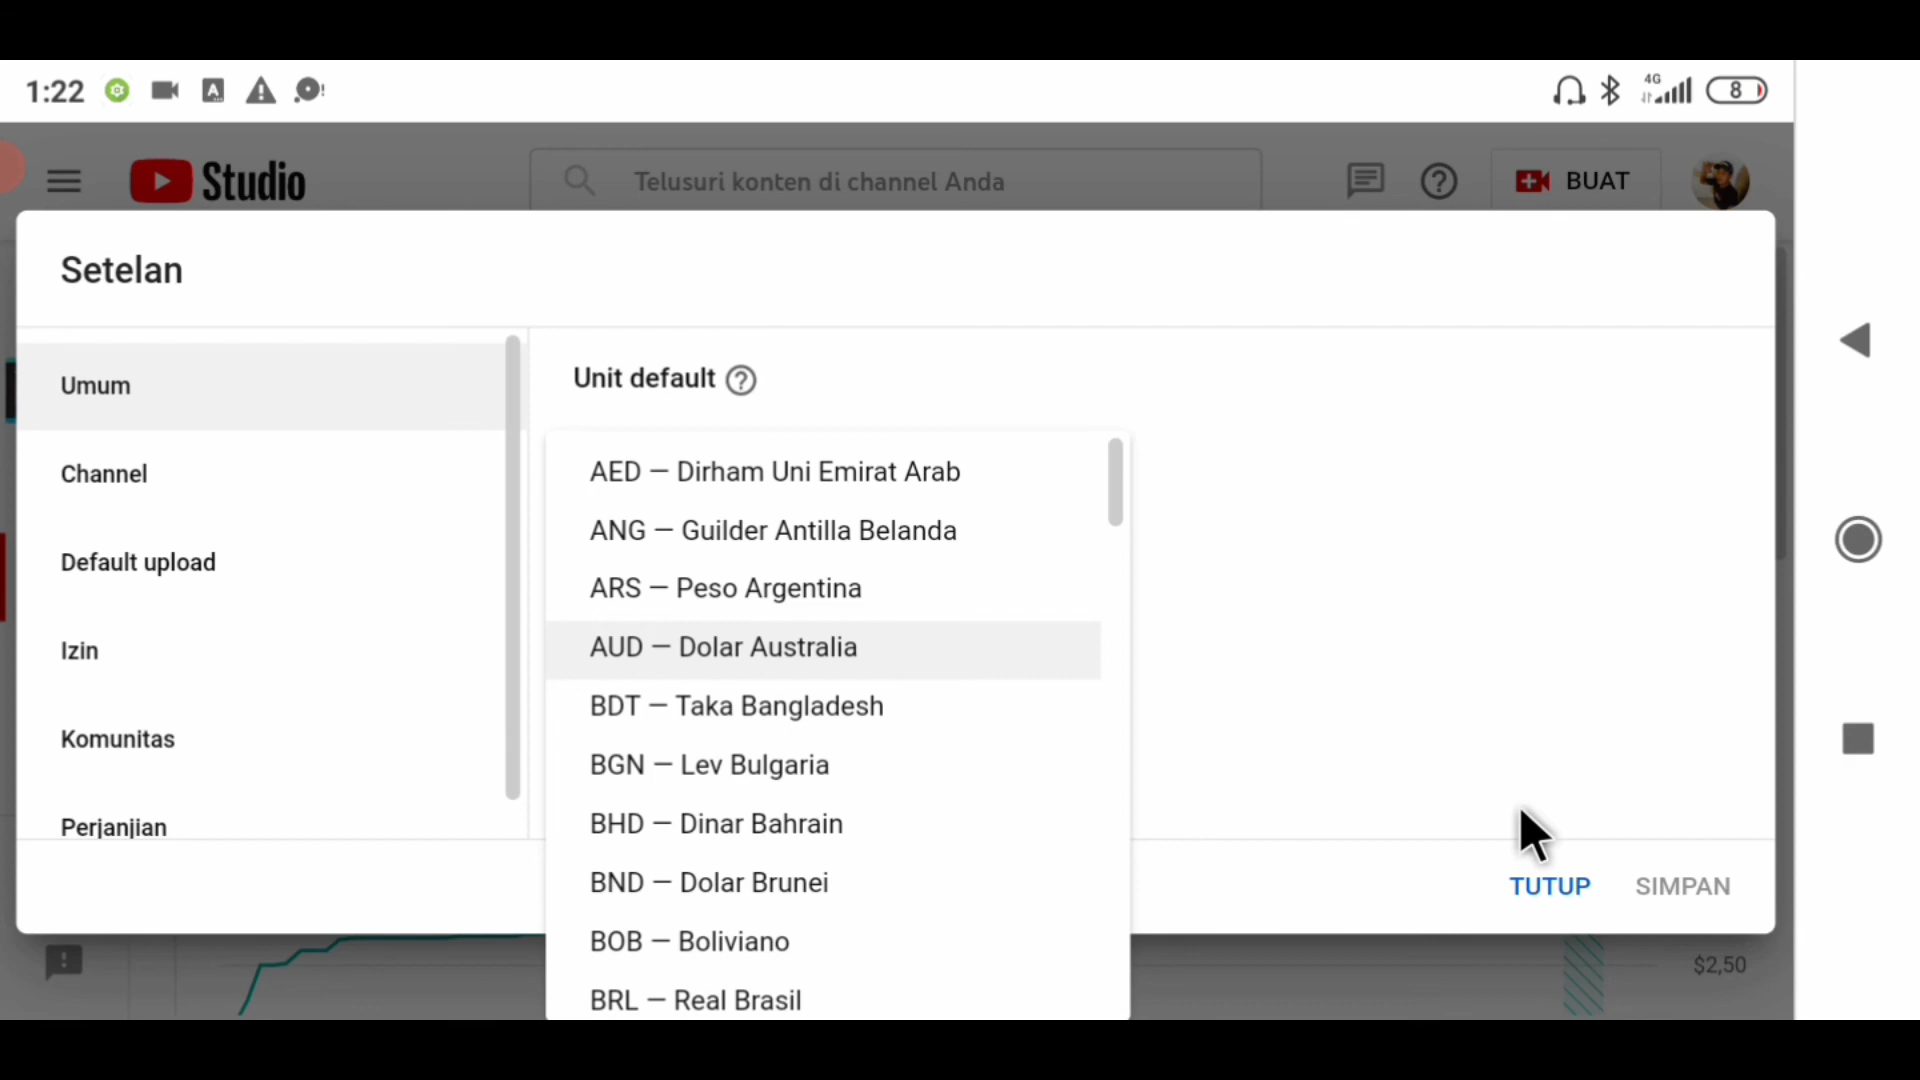 1:22
4G
8
Studio
Telusuri konten di channel Anda
BUAT
Setelan
Umum
Channel
Default upload
Izin
Komunitas
Perjanjian
Unit default
AED — Dirham Uni Emirat Arab
ANG — Guilder Antilla Belanda
ARS — Peso Argentina
AUD — Dolar Australia
BDT — Taka Bangladesh
BGN — Lev Bulgaria
BHD — Dinar Bahrain
BND — Dolar Brunei
BOB — Boliviano
BRL — Real Brasil
TUTUP
SIMPAN
$2,50